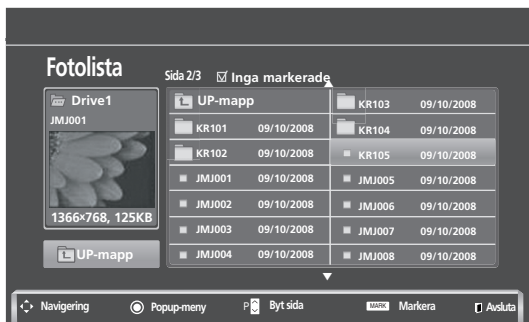 Fotolista
Sida 2/3 Inga markerade
Drive1
JMJ001
1366×768, 125KB
UP-mapp
UP-mapp
KR101 09/10/2008
KR102 09/10/2008
JMJ001 09/10/2008
JMJ002 09/10/2008
JMJ003 09/10/2008
JMJ004 09/10/2008
KR103 09/10/2008
KR104 09/10/2008
KR105 09/10/2008
JMJ005 09/10/2008
JMJ006 09/10/2008
JMJ007 09/10/2008
JMJ008 09/10/2008
Navigering Popup-meny P Byt sida MARK Markera Avsluta